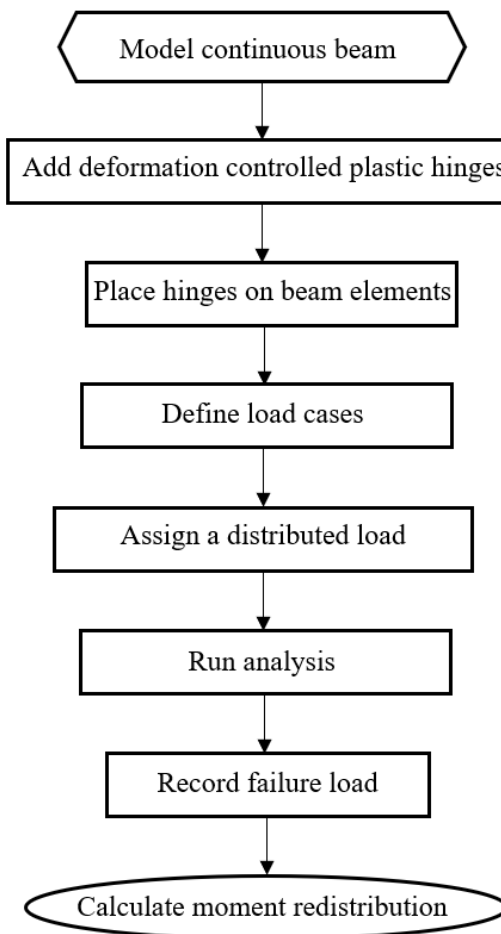 Model continuous beam
Add deformation controlled plastic hinges
Place hinges on beam elements
Define load cases
Assign a distributed load
Run analysis
Record failure load
Calculate moment redistribution